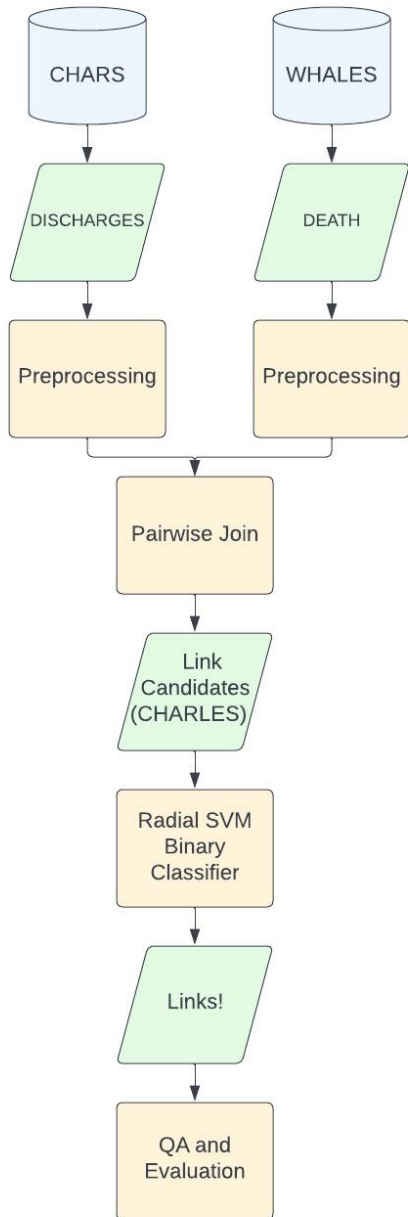 CHARS
WHALES
DISCHARGES
DEATH
Preprocessing
Preprocessing
Pairwise Join
Link
Candidates
(CHARLES)
Radial SVM
Binary
Classifier
Links!
QA and
Evaluation